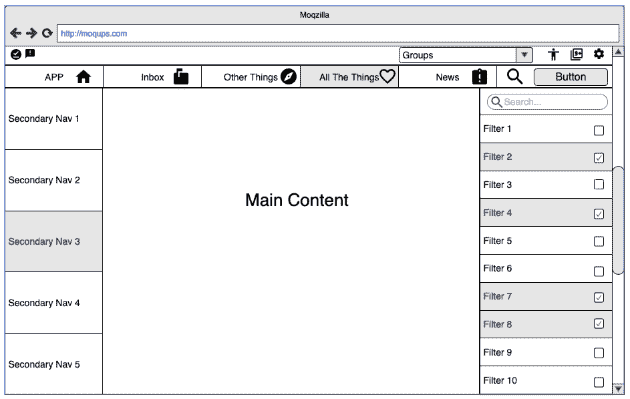 Moqzilla
http://moqups.com
Groups
9+
APP
Inbox
Other Things
All The Things
News
Button
Search...
Secondary Nav 1
Secondary Nav 2
Secondary Nav 3
Secondary Nav 4
Secondary Nav 5
Main Content
Filter 1
Filter 2
Filter 3
Filter 4
Filter 5
Filter 6
Filter 7
Filter 8
Filter 9
Filter 10